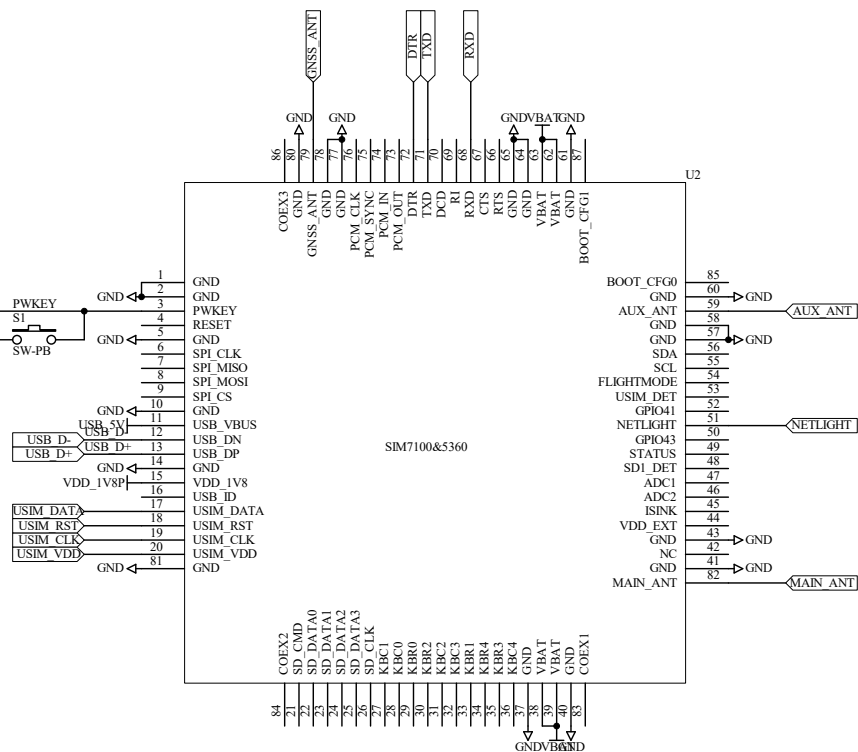 GNSS_ANT
DTR
TXD
RXD
GND
GND
GND
VBAT
GND
86
80
79
78
77
76
75
74
73
72
71
70
69
68
67
66
65
64
63
62
61
87
U2
COEX3
GND
GNSS_ANT
GND
GND
PCM_CLK
PCM_SYNC
PCM_IN
PCM_OUT
DTR
TXD
DCD
RI
RXD
CTS
RTS
GND
GND
VBAT
VBAT
GND
BOOT_CFG1
1 GND
GND 2 GND
PWKEY 3 PWKEY
S1
SW-PB
4 RESET
GND 5 GND
6 SPI_CLK
7 SPI_MISO
8 SPI_MOSI
9 SPI_CS
GND 10 GND
USB_5V 11 USB_VBUS
USB_D- USB_D- 12 USB_DN
USB_D+ USB_D+ 13 USB_DP
GND 14 GND
VDD_1V8P 15 VDD_1V8
16 USB_ID
USIM_DATA 17 USIM_DATA
USIM_RST 18 USIM_RST
USIM_CLK 19 USIM_CLK
USIM_VDD 20 USIM_VDD
GND 81 GND
SIM7100&5360
BOOT_CFG0 85
GND 60 GND
AUX_ANT 59 AUX_ANT
GND 58
GND 57 GND
SDA 56
SCL 55
FLIGHTMODE 54
USIM_DET 53
GPIO41 52
NETLIGHT 51 NETLIGHT
GPIO43 50
STATUS 49
SD1_DET 48
ADC1 47
ADC2 46
ISINK 45
VDD_EXT 44
GND 43 GND
NC 42
GND 41 GND
MAIN_ANT 82 MAIN_ANT
COEX2
SD_CMD
SD_DATA0
SD_DATA1
SD_DATA2
SD_DATA3
SD_CLK
KBC1
KBC0
KBR0
KBR2
KBC2
KBC3
KBR1
KBR4
KBR3
KBC4
GND
VBAT
VBAT
GND
COEX1
84
21
22
23
24
25
26
27
28
29
30
31
32
33
34
35
36
37
38
39
40
83
GND
VBAT
GND